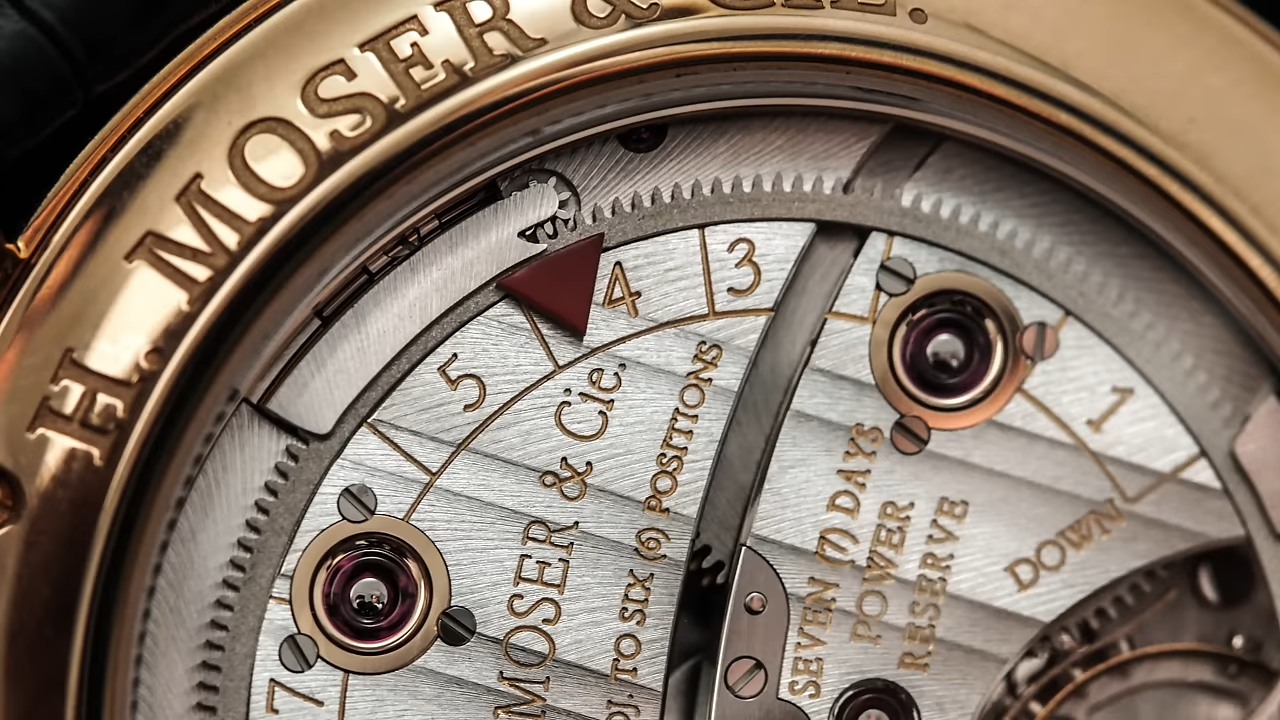 H. MOSER & CIE.
3
4
5
7
1
DOWN
MOSER & Cie.
ADJ. TO SIX (6) POSITIONS
SEVEN (7) DAYS
POWER
RESERVE